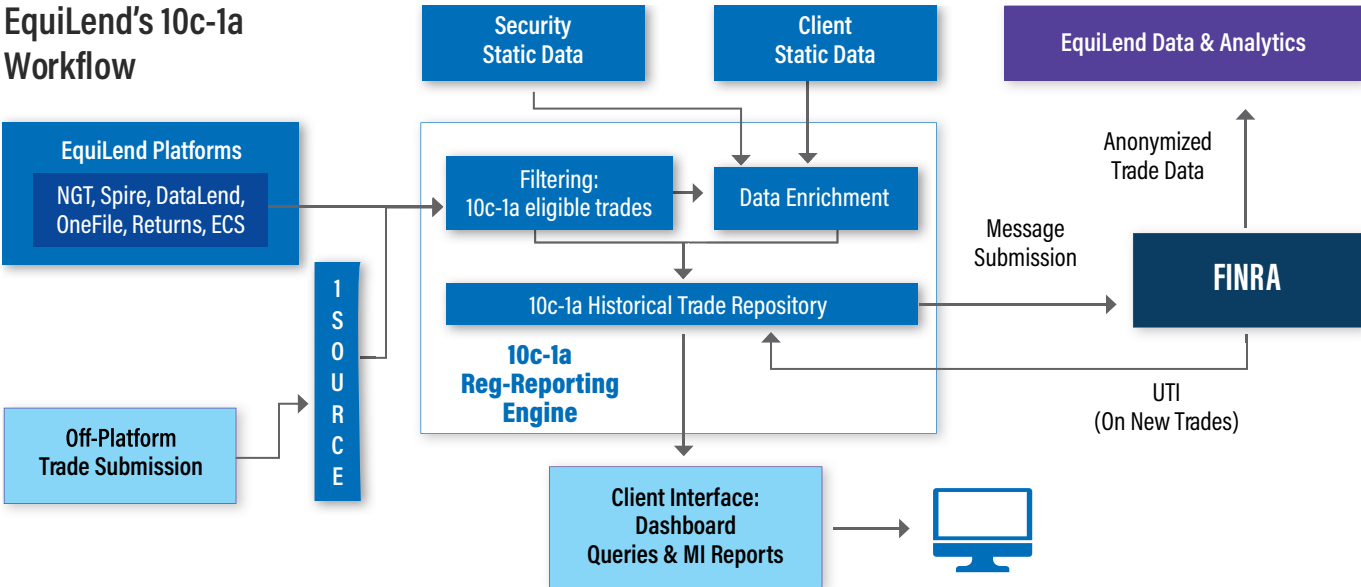 EquiLend's 10c-1a
Workflow
Security
Static Data
Client
Static Data
EquiLend Data & Analytics
EquiLend Platforms
NGT, Spire, DataLend,
OneFile, Returns, ECS
Filtering:
10c-1a eligible trades
Data Enrichment
Anonymized
Trade Data
Message
Submission
FINRA
1
S
O
U
R
C
E
10c-1a Historical Trade Repository
10c-1a
Reg-Reporting
Engine
UTI
(On New Trades)
Off-Platform
Trade Submission
Client Interface:
Dashboard
Queries & MI Reports